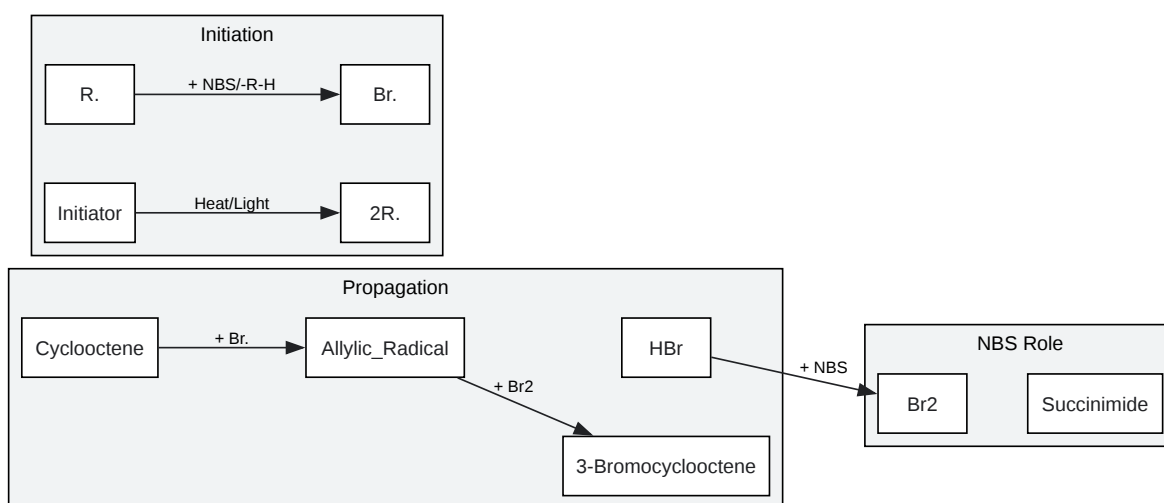 Initiation
R.
+ NBS/-R-H
Br.
Initiator
Heat/Light
2R.
Propagation
Cyclooctene
+ Br.
Allylic_Radical
+ Br2
3-Bromocyclooctene
HBr
+ NBS
NBS Role
Br2
Succinimide